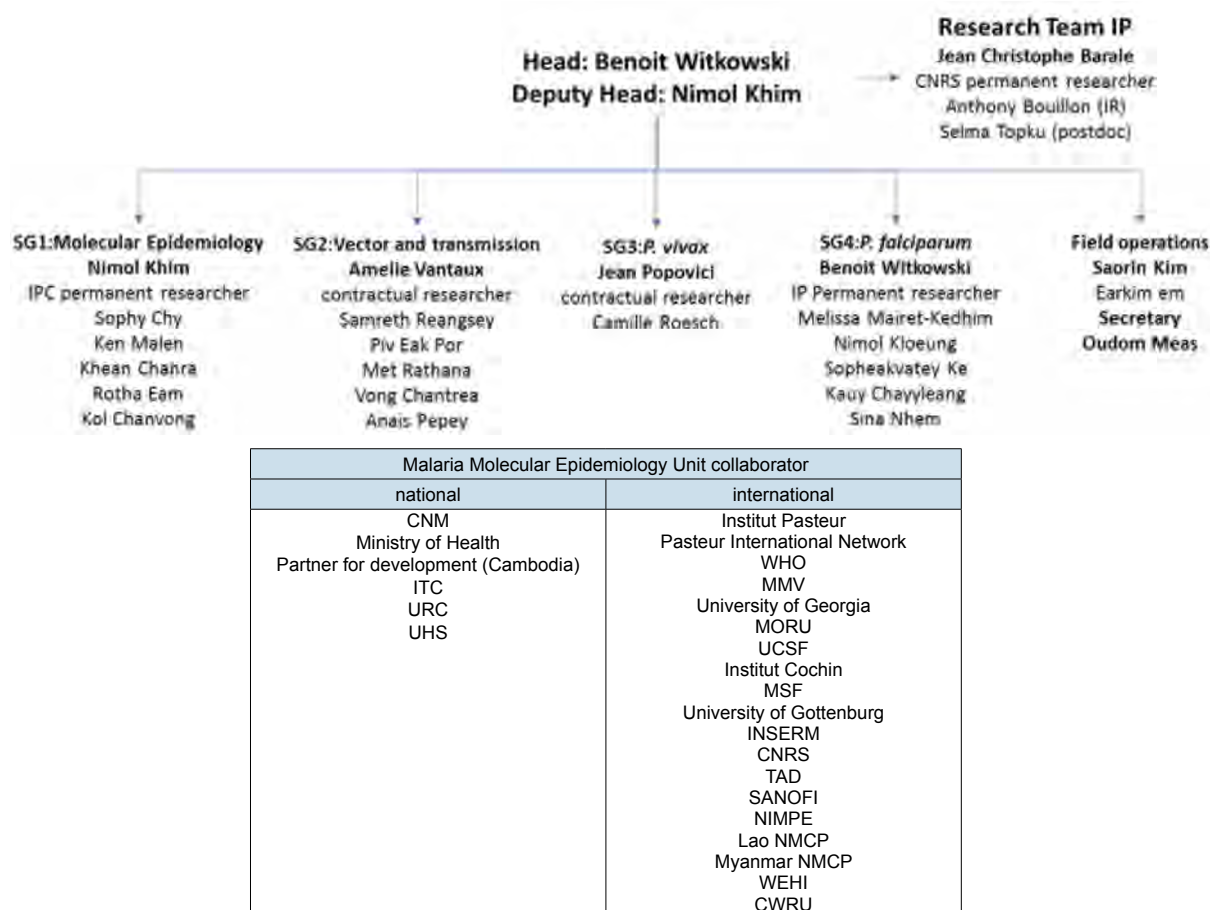 Research Team IP
Jean Christophe Barale
CNRS permanent researcher
Anthony Bouillon (IR)
Selma Topku (postdoc)
Head: Benoit Witkowski
Deputy Head: Nimol Khim
SG1:Molecular Epidemiology
Nimol Khim
IPC permanent researcher
Sophy Chy
Ken Malen
Khean Chanra
Rotha Eam
Kol Chanvong
SG2:Vector and transmission
Amelie Vantaux
contractual researcher
Samreth Reangsey
Piv Eak Por
Met Rathana
Vong Chantrea
Anais Pepey
SG3:P. vivax
Jean Popovici
contractual researcher
Camille Roesch
SG4:P. falciparum
Benoit Witkowski
IP Permanent researcher
Melissa Mairet-Kedhim
Nimol Kloeung
Sopheakvatey Ke
Kauy Chayyleang
Sina Nhem
Field operations
Saorin Kim
Earkim em
Secretary
Oudom Meas
Malaria Molecular Epidemiology Unit collaborator
national
international
CNM
Ministry of Health
Partner for development (Cambodia)
ITC
URC
UHS
Institut Pasteur
Pasteur International Network
WHO
MMV
University of Georgia
MORU
UCSF
Institut Cochin
MSF
University of Gottenburg
INSERM
CNRS
TAD
SANOFI
NIMPE
Lao NMCP
Myanmar NMCP
WEHI
CWRU